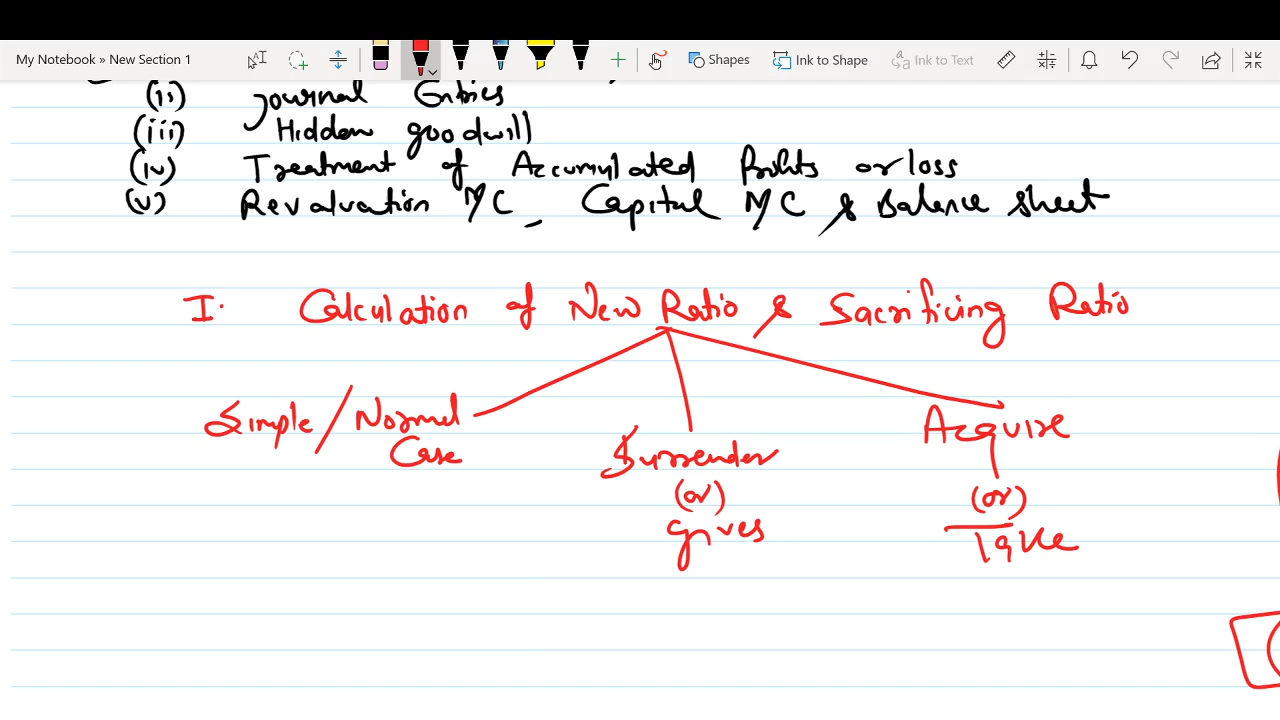 My Notebook » New Section 1
Shapes
Ink to Shape
Ink to Text
(ii) Journal Entries
(iii) Hidden goodwill
(iv) Treatment of Accumulated Profits or loss
(v) Revaluation A/C, Capital A/C & Balance sheet
I. Calculation of New Ratio & Sacrificing Ratio
Simple / Normal Case
Surrender
(or)
gives
Acquire
(or)
Take